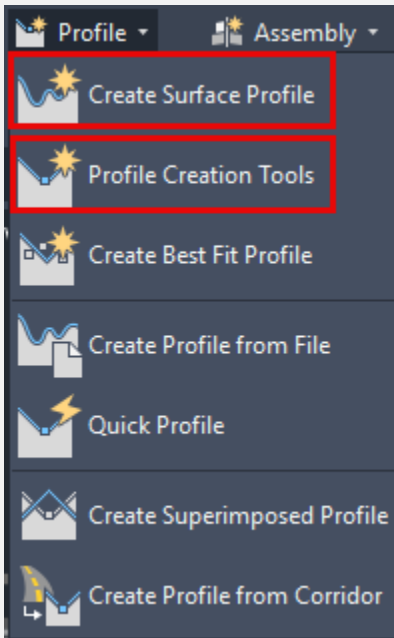 Profile Assembly
Create Surface Profile
Profile Creation Tools
Create Best Fit Profile
Create Profile from File
Quick Profile
Create Superimposed Profile
Create Profile from Corridor